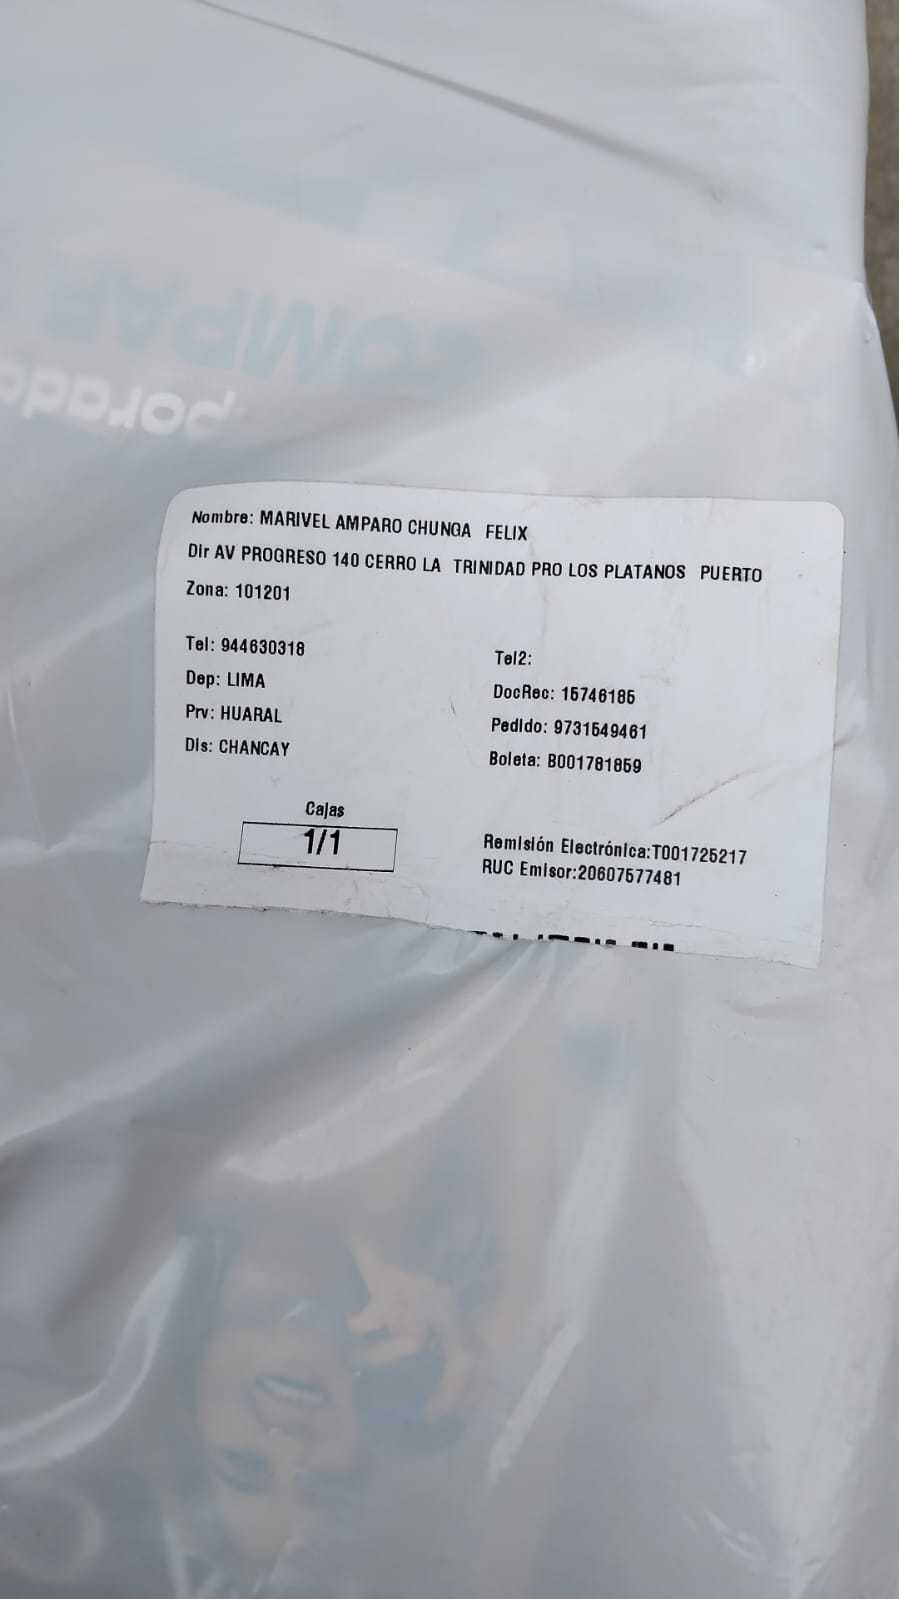 Nombre: MARIVEL AMPARO CHUNGA FELIX
Dir AV PROGRESO 140 CERRO LA TRINIDAD PRO LOS PLATANOS PUERTO
Zona: 101201
Tel: 944630318
Tel2:
Dep: LIMA
DocRec: 15746185
Prv: HUARAL
Pedido: 9731549461
Dis: CHANCAY
Boleta: B001781859
Cajas
1/1
Remisión Electrónica:T001725217
RUC Emisor:20607577481